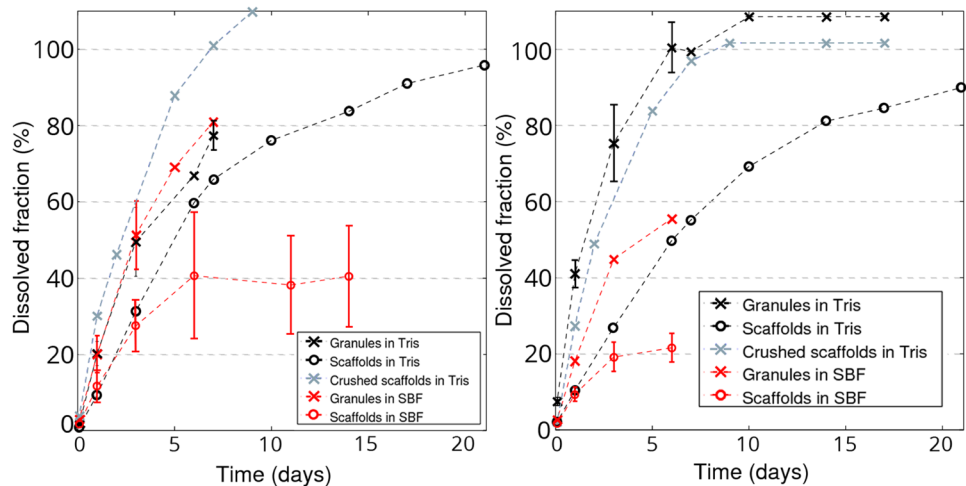 100
80
60
40
20
0
Dissolved fraction (%)
0
5
10
15
20
Time (days)
Granules in Tris
Scaffolds in Tris
Crushed scaffolds in Tris
Granules in SBF
Scaffolds in SBF
100
80
60
40
20
0
Dissolved fraction (%)
0
5
10
15
20
Time (days)
Granules in Tris
Scaffolds in Tris
Crushed scaffolds in Tris
Granules in SBF
Scaffolds in SBF